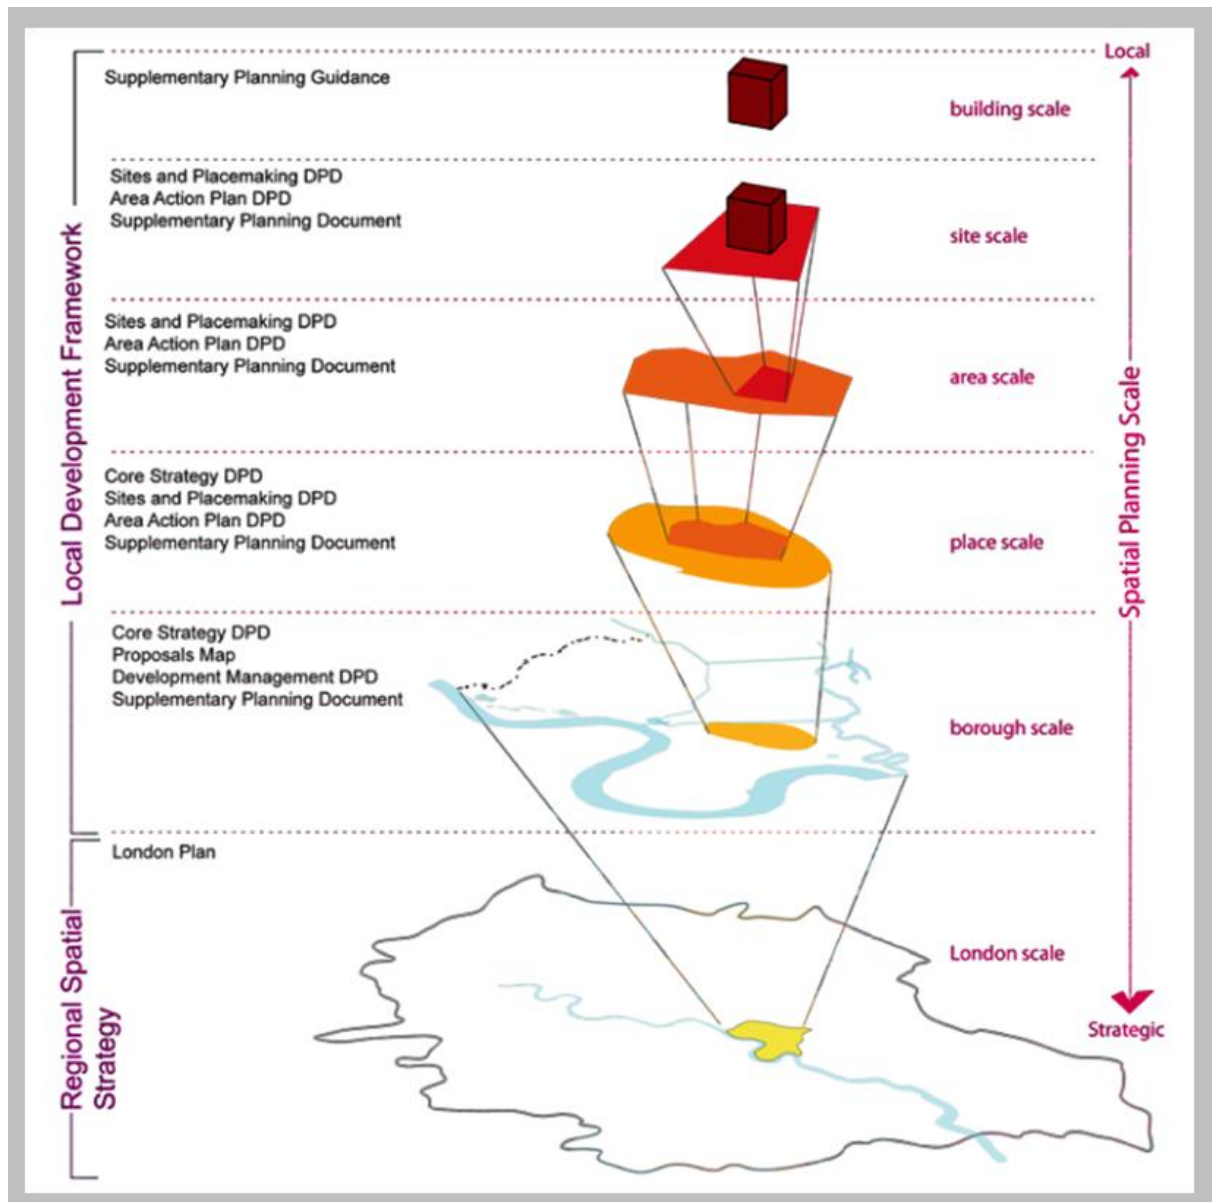 Local
Supplementary Planning Guidance
building scale
Sites and Placemaking DPD
Area Action Plan DPD
Supplementary Planning Document
site scale
Sites and Placemaking DPD
Area Action Plan DPD
Supplementary Planning Document
area scale
Core Strategy DPD
Sites and Placemaking DPD
Area Action Plan DPD
Supplementary Planning Document
place scale
Core Strategy DPD
Proposals Map
Development Management DPD
Supplementary Planning Document
borough scale
London Plan
London scale
Strategic
Local Development Framework
Regional Spatial
Strategy
Spatial Planning Scale